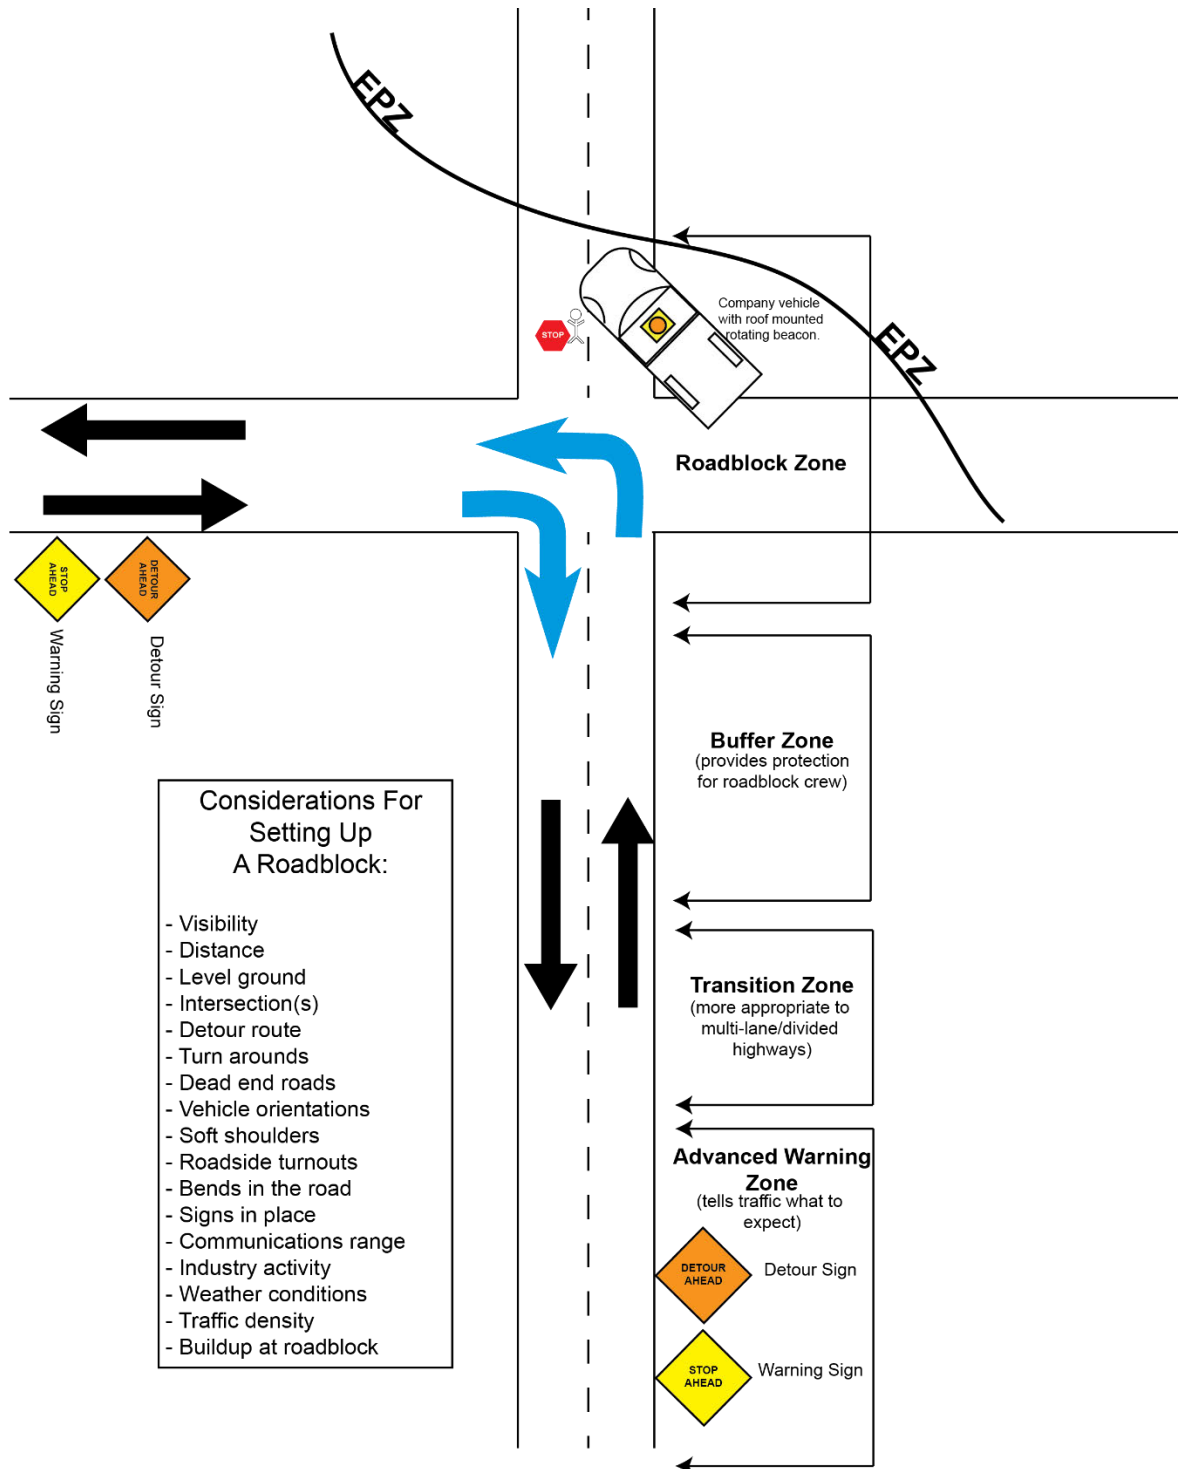 EPZ
Company vehicle
with roof mounted
rotating beacon.
STOP
EPZ
Roadblock Zone
STOP
AHEAD
DETOUR
AHEAD
Warning Sign
Detour Sign
Buffer Zone
(provides protection
for roadblock crew)
Considerations For
Setting Up
A Roadblock:
- Visibility
- Distance
- Level ground
- Intersection(s)
- Detour route
- Turn arounds
- Dead end roads
- Vehicle orientations
- Soft shoulders
- Roadside turnouts
- Bends in the road
- Signs in place
- Communications range
- Industry activity
- Weather conditions
- Traffic density
- Buildup at roadblock
Transition Zone
(more appropriate to
multi-lane/divided
highways)
Advanced Warning
Zone
(tells traffic what to
expect)
DETOUR
AHEAD
Detour Sign
STOP
AHEAD
Warning Sign